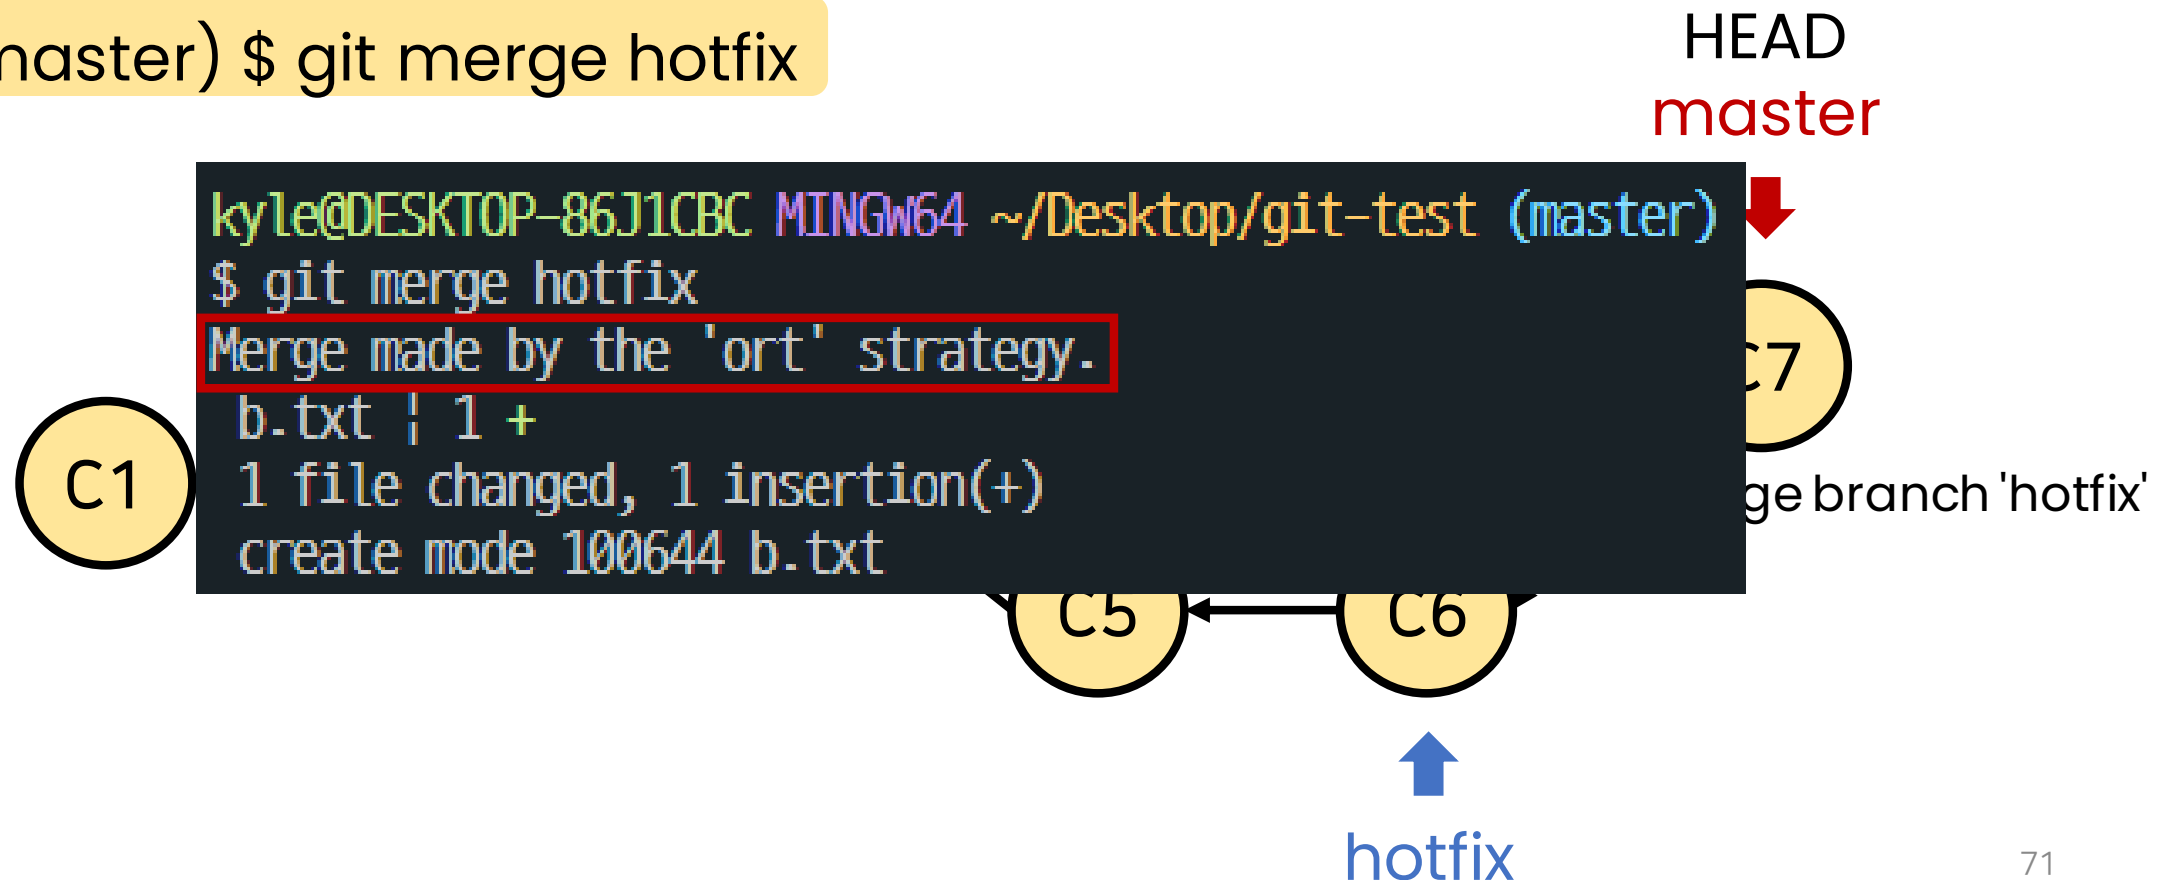 master) $ git merge hotfix
HEAD
master
kyle@DESKTOP-86J1CBC MINGW64 ~/Desktop/git-test (master)
$ git merge hotfix
Merge made by the 'ort' strategy.
b.txt ¦ 1 +
1 file changed, 1 insertion(+)
create mode 100644 b.txt
C7
C1
ge branch 'hotfix'
C5
C6
hotfix
71